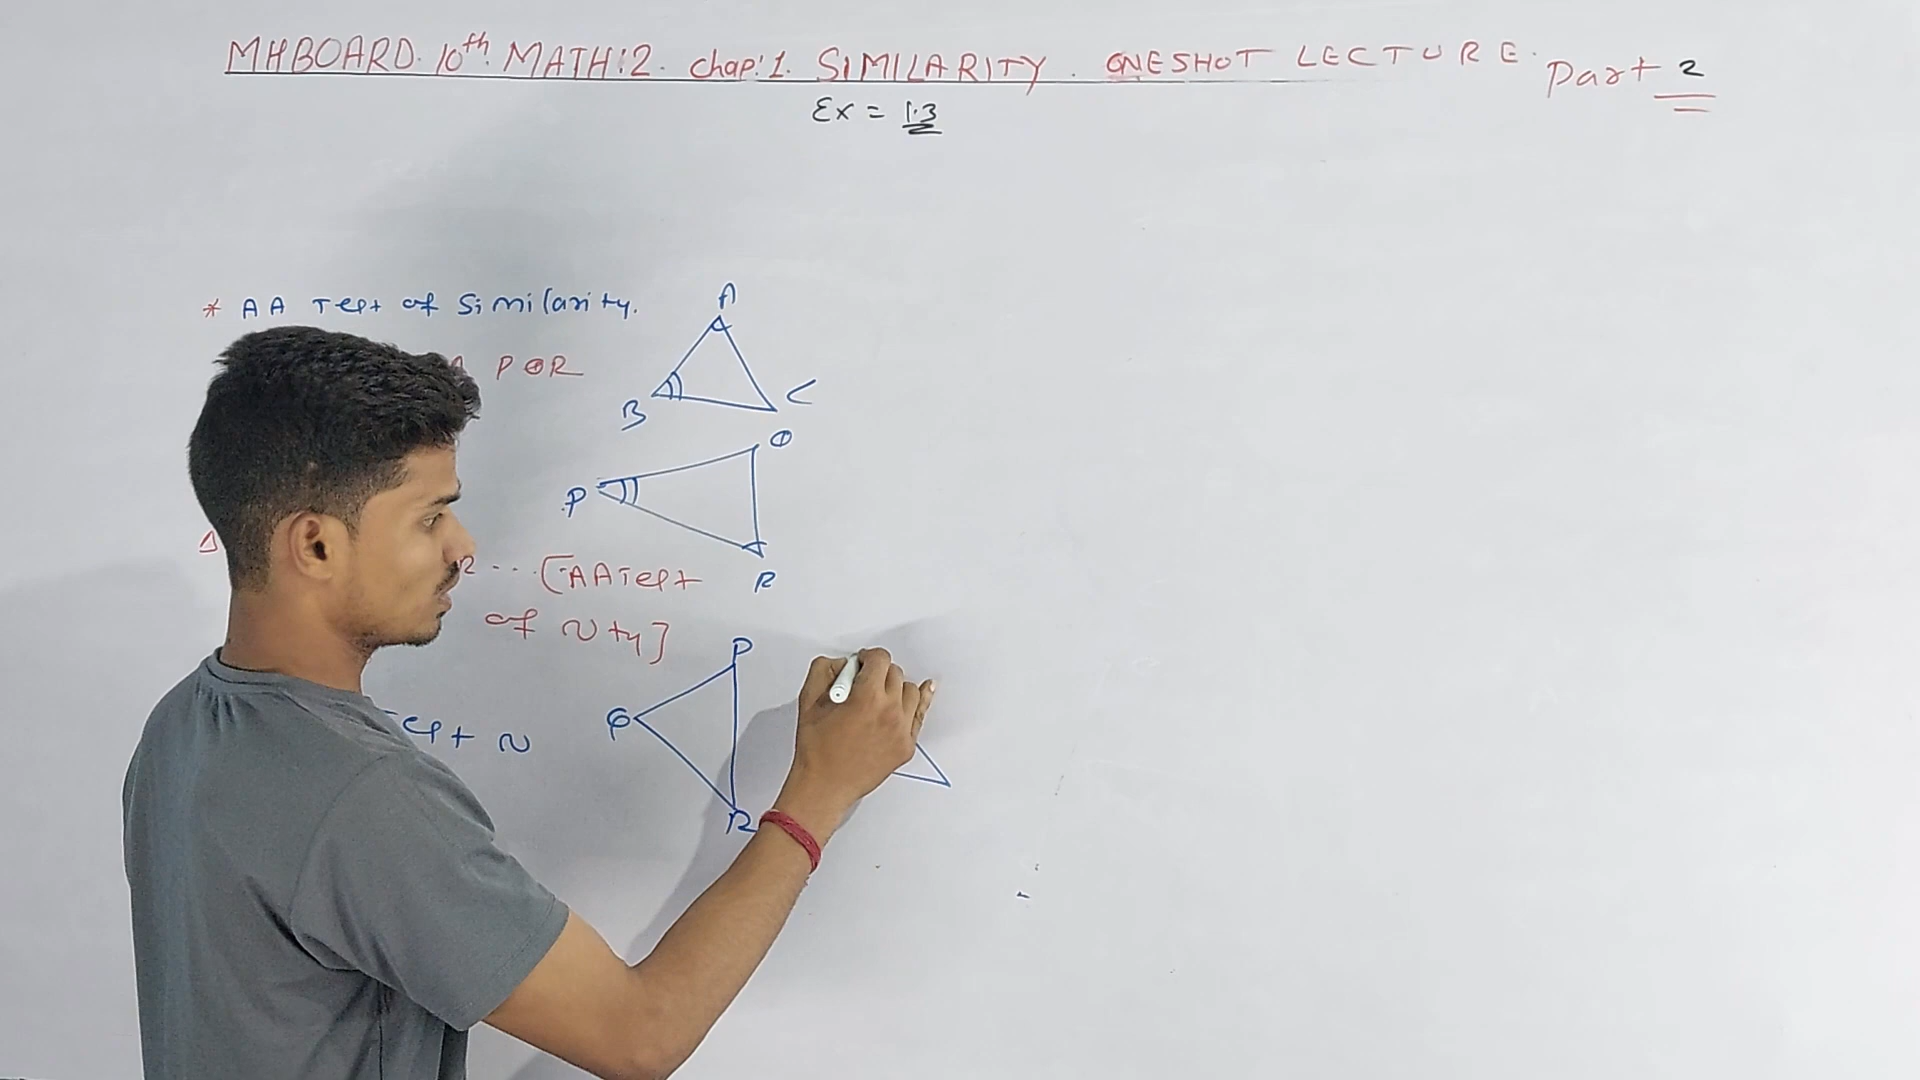 MHBOARD. 10th. MATH:2. chap:1. SIMILARITY. ONESHOT LECTURE. Part 2
Ex = 1.3
* AA Test of Similarity.
A
PQR
B
C
Q
P
R
R ... [AA Test
of ~ty]
P
Q
R